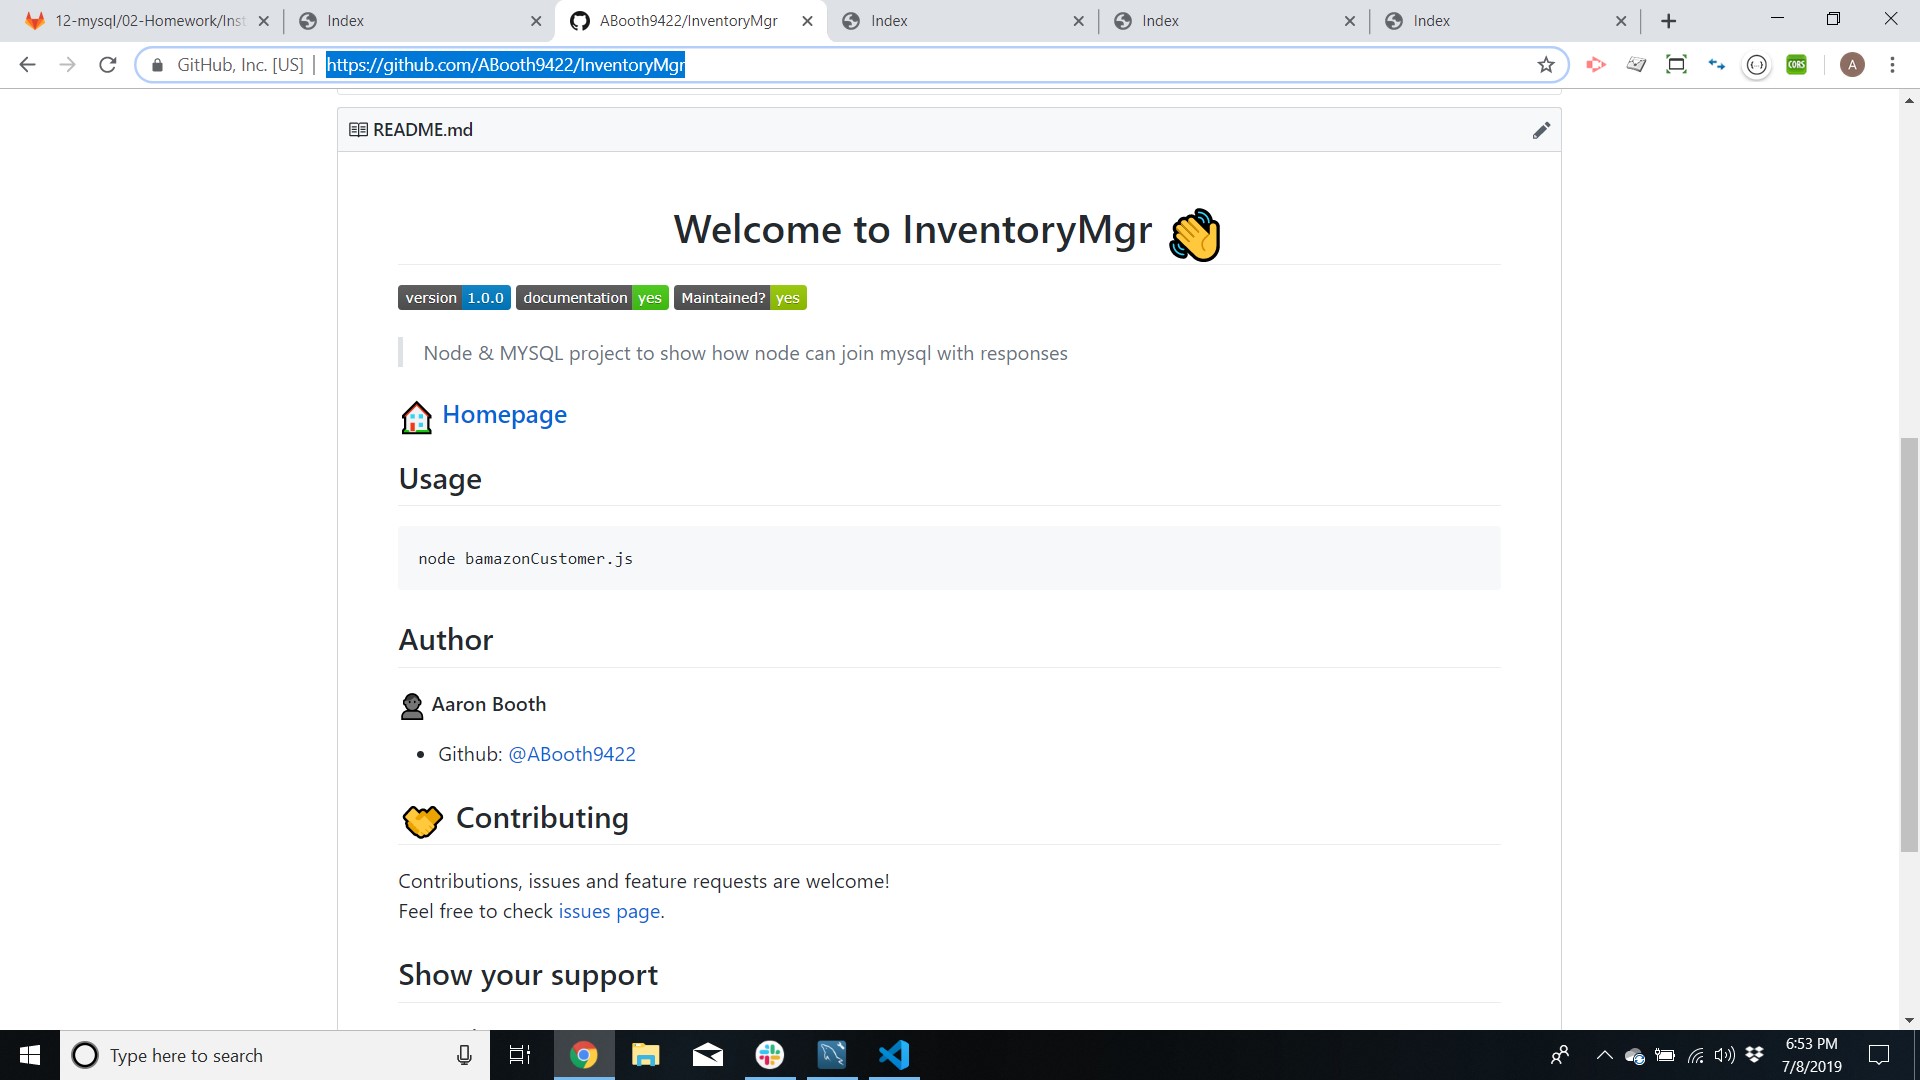 12-mysql/02-Homework/Inst
Index
ABooth9422/InventoryMgr
Index
Index
Index
GitHub, Inc. [US] | https://github.com/ABooth9422/InventoryMgr
CORS
A
README.md
Welcome to InventoryMgr
version 1.0.0 documentation yes Maintained? yes
Node & MYSQL project to show how node can join mysql with responses
Homepage
Usage
node bamazonCustomer.js
Author
Aaron Booth
Github: @ABooth9422
Contributing
Contributions, issues and feature requests are welcome!
Feel free to check issues page.
Show your support
Type here to search
6:53 PM
7/8/2019